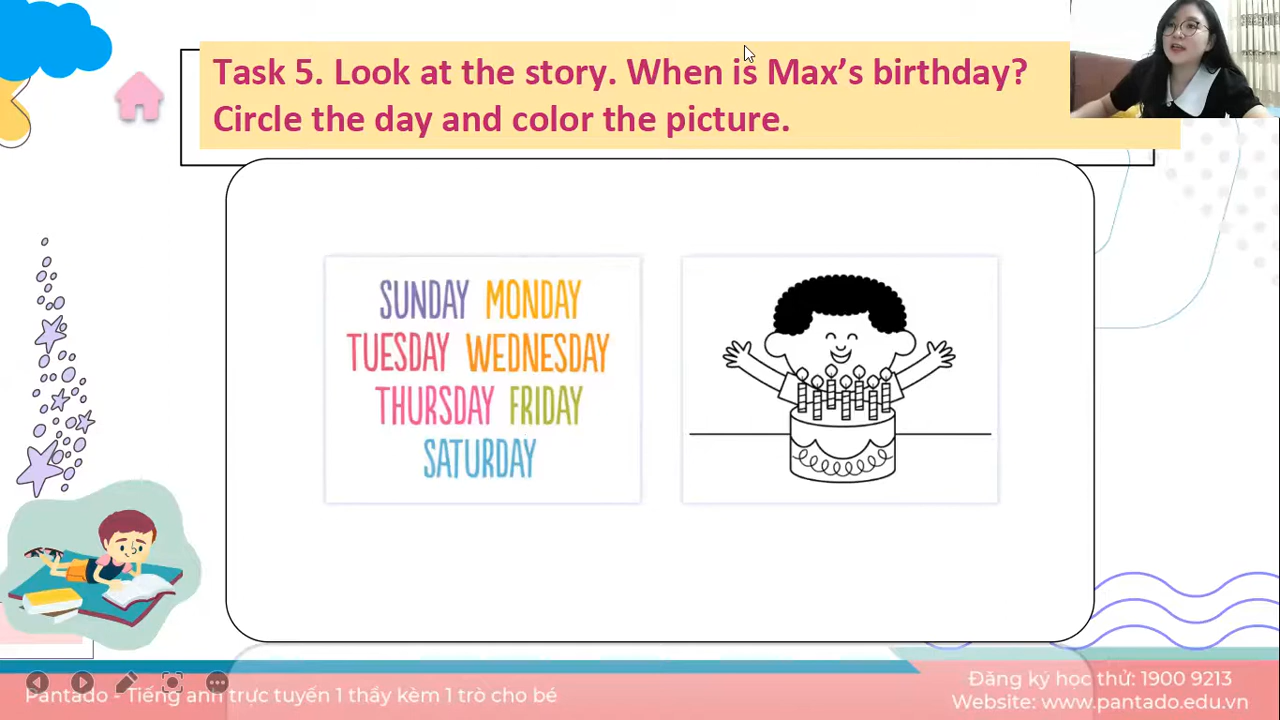 Task 5. Look at the story. When is Max's birthday?
Circle the day and color the picture.
SUNDAY MONDAY
TUESDAY WEDNESDAY
THURSDAY FRIDAY
SATURDAY
Pantado - Tiếng anh trực tuyến 1 thầy kèm 1 trò cho bé
Đăng ký học thử: 1900 9213
Website: www.pantado.edu.vn